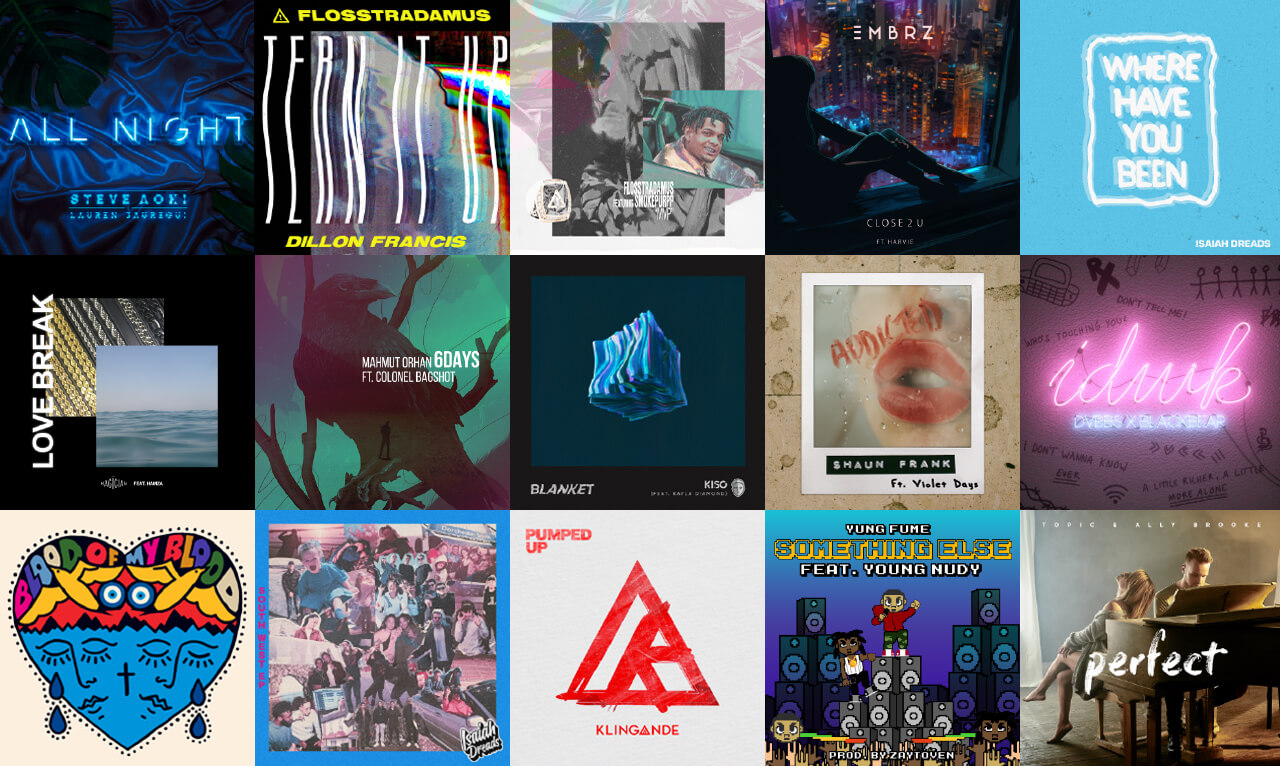 ALL NIGHT
STEVE AOKI
LAUREN JAUREGUI
FLOSSTRADAMUS
TERN IT UP
DILLON FRANCIS
FLOSSTRADAMUS
FEATURING SMOKEPURPP
"MVP"
EMBRZ
CLOSE 2 U
FT. HARVIE
WHERE
HAVE
YOU
BEEN
ISAIAH DREADS
LOVE BREAK
MAGICIAN FEAT. HAMZA
MAHMUT ORHAN 6DAYS
FT. COLONEL BAGSHOT
BLANKET
KISO
(FEAT. KAYLA DIAMOND)
ADDICTED
SHAUN FRANK
Ft. Violet Days
Rx
DON'T TELL ME!
WHO'S TOUCHING YOU?
idwk
DVBBS X BLACKBEAR
I DON'T WANNA KNOW
EVER
A LITTLE RICHER, A LITTLE
MORE ALONE
BLOOD OF MY BLOOD
SOUTH WEST EP
Isaiah
Dreads
PUMPED
UP
KLINGANDE
YUNG FUME
SOMETHING ELSE
FEAT. YOUNG NUDY
PROD. BY ZAYTOVEN
TOPIC & ALLY BROOKE
perfect